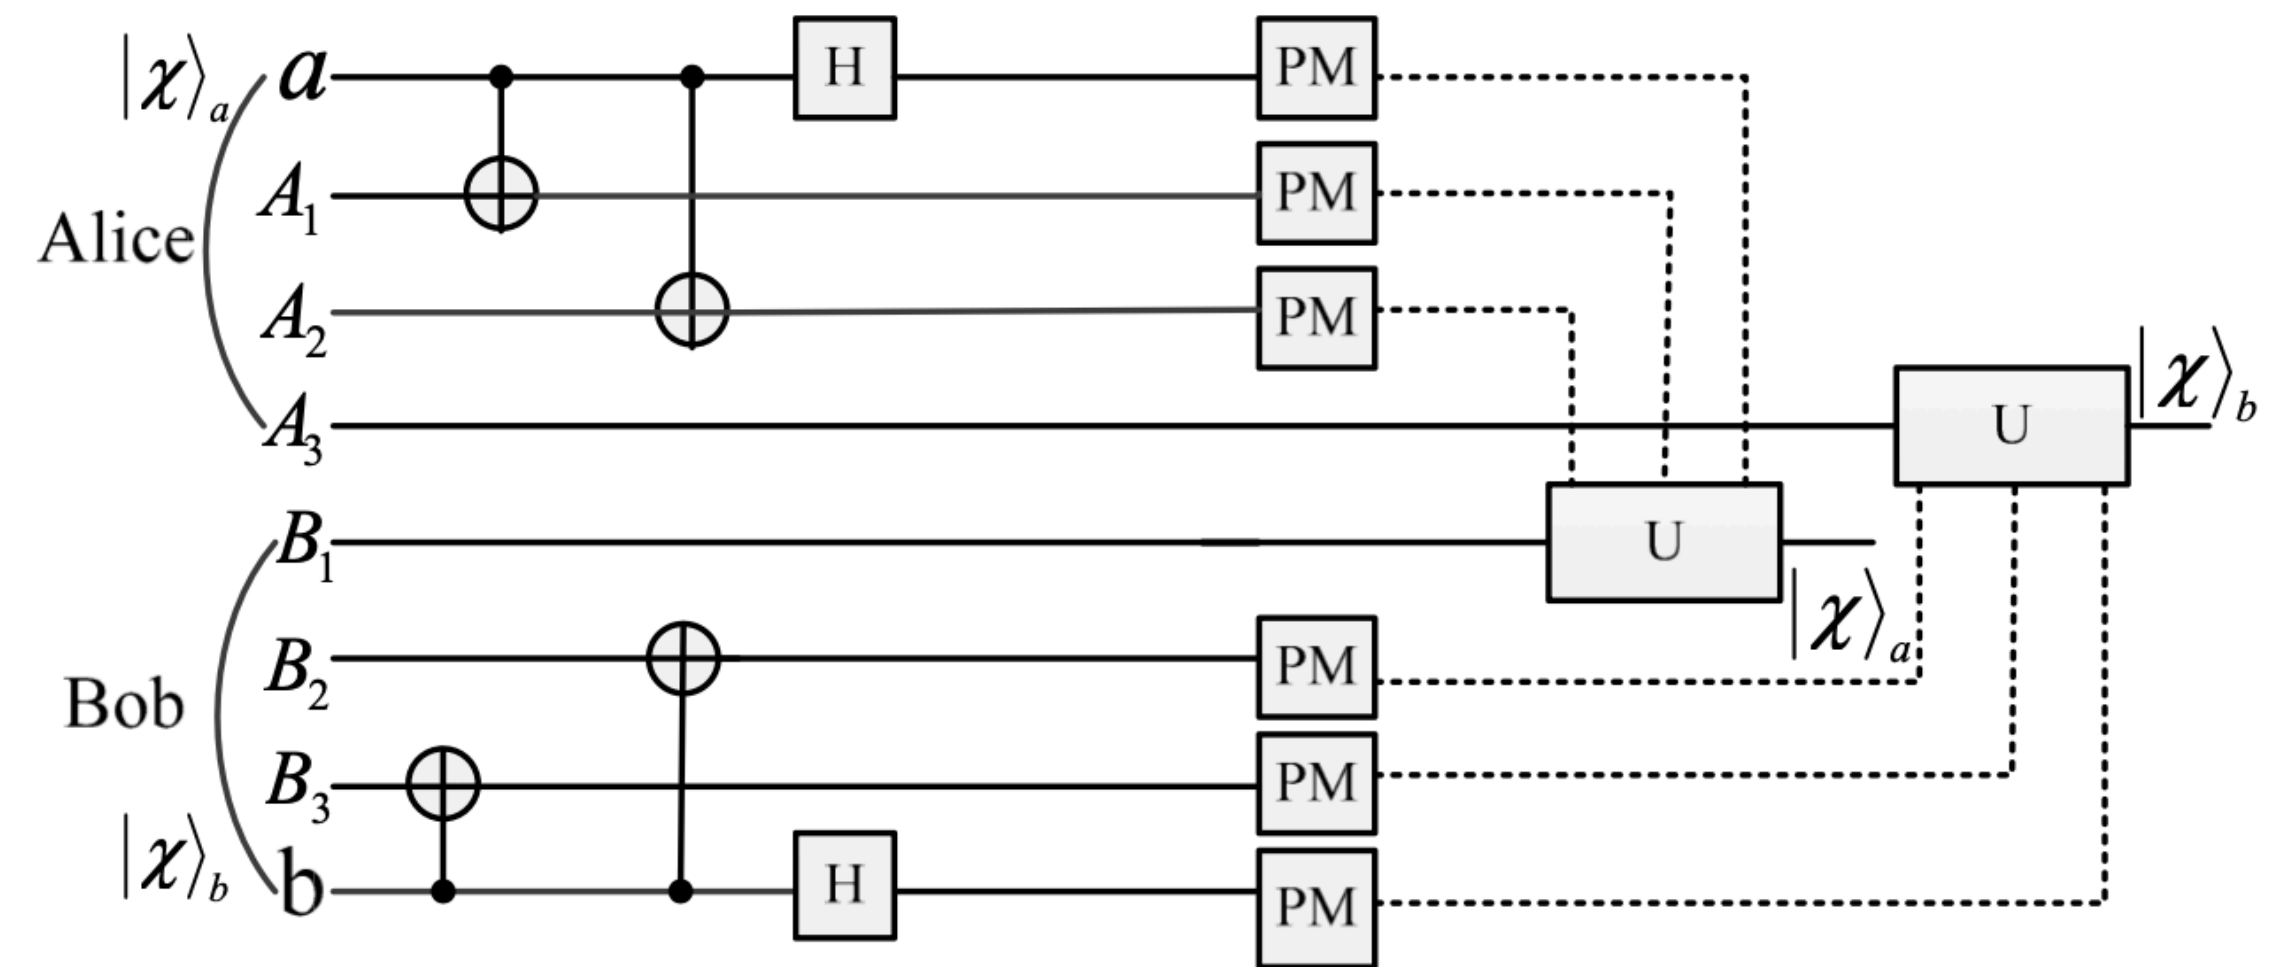 |χ⟩a a H PM
A1 PM
Alice
A2 PM
A3 U |χ⟩b
B1 U
|χ⟩a
B2 PM
Bob
B3 PM
|χ⟩b b H PM